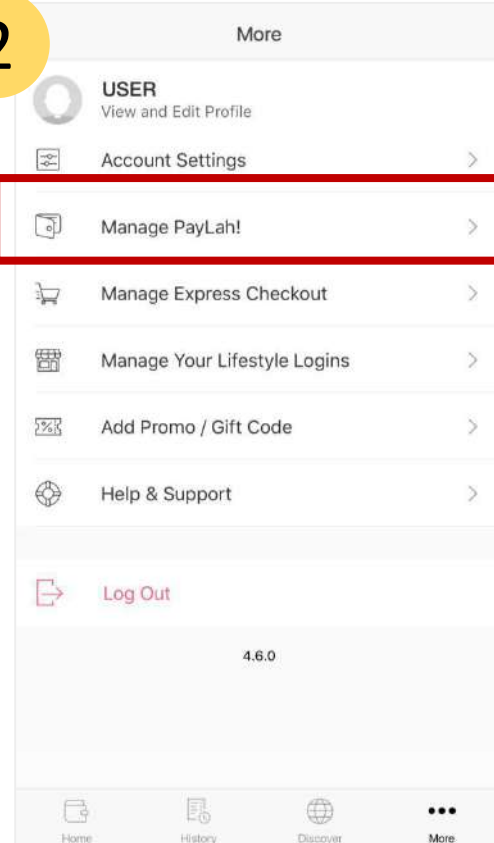 2
More
USER
View and Edit Profile
Account Settings
Manage PayLah!
Manage Express Checkout
Manage Your Lifestyle Logins
Add Promo / Gift Code
Help & Support
Log Out
4.6.0
Home History Discover More